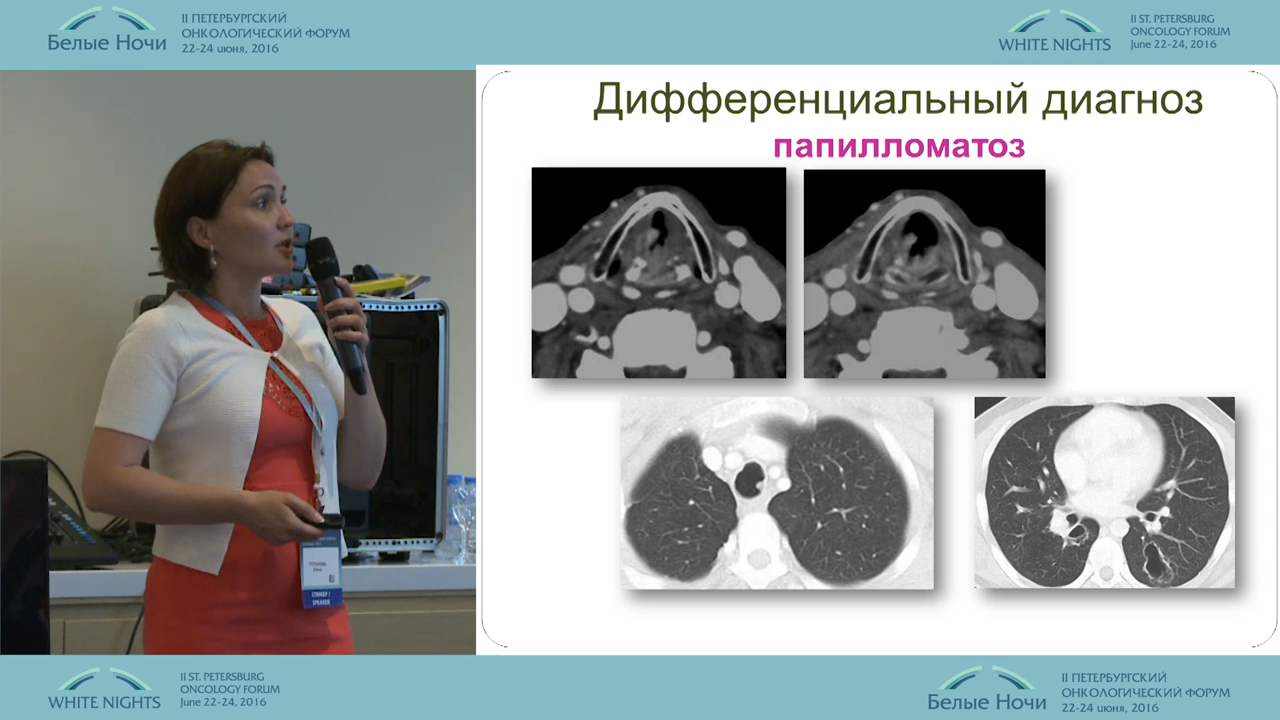 Белые Ночи
II ПЕТЕРБУРГСКИЙ
ОНКОЛОГИЧЕСКИЙ ФОРУМ
22-24 июня, 2016
WHITE NIGHTS
II ST. PETERSBURG
ONCOLOGY FORUM
June 22-24, 2016
Дифференциальный диагноз
папилломатоз
СПИКЕР /
SPEAKER
WHITE NIGHTS
II ST. PETERSBURG
ONCOLOGY FORUM
June 22-24, 2016
Белые Ночи
II ПЕТЕРБУРГСКИЙ
ОНКОЛОГИЧЕСКИЙ ФОРУМ
22-24 июня, 2016